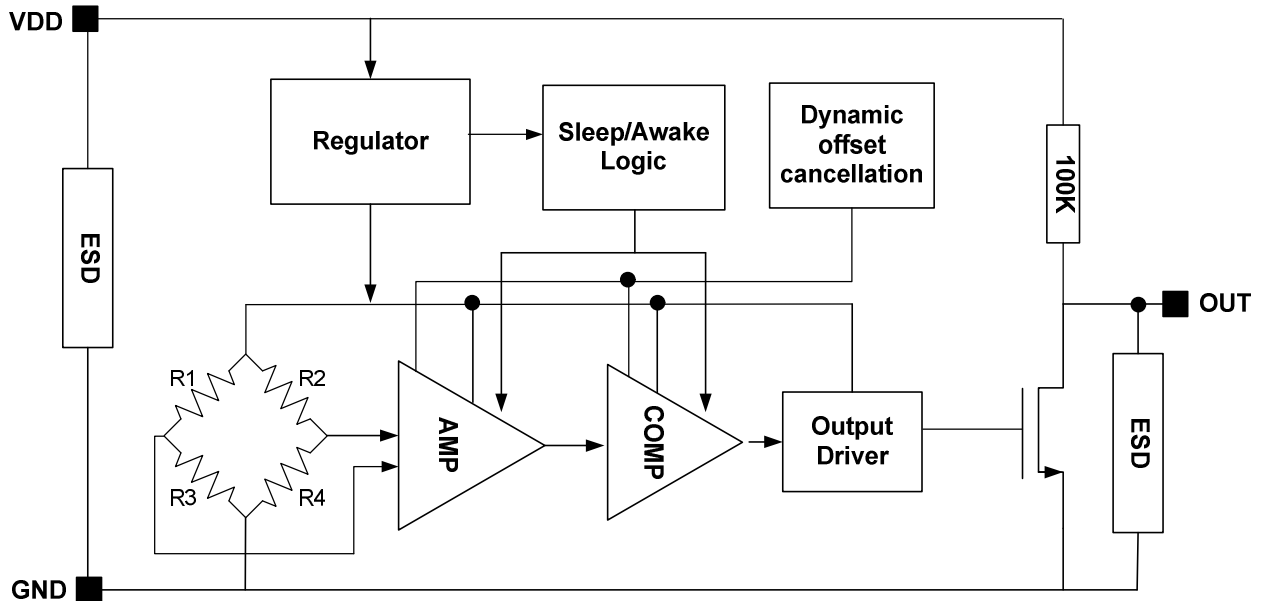 VDD
Regulator
Sleep/Awake
Logic
Dynamic
offset
cancellation
100K
ESD
OUT
R1
R2
R3
R4
AMP
COMP
Output
Driver
ESD
GND